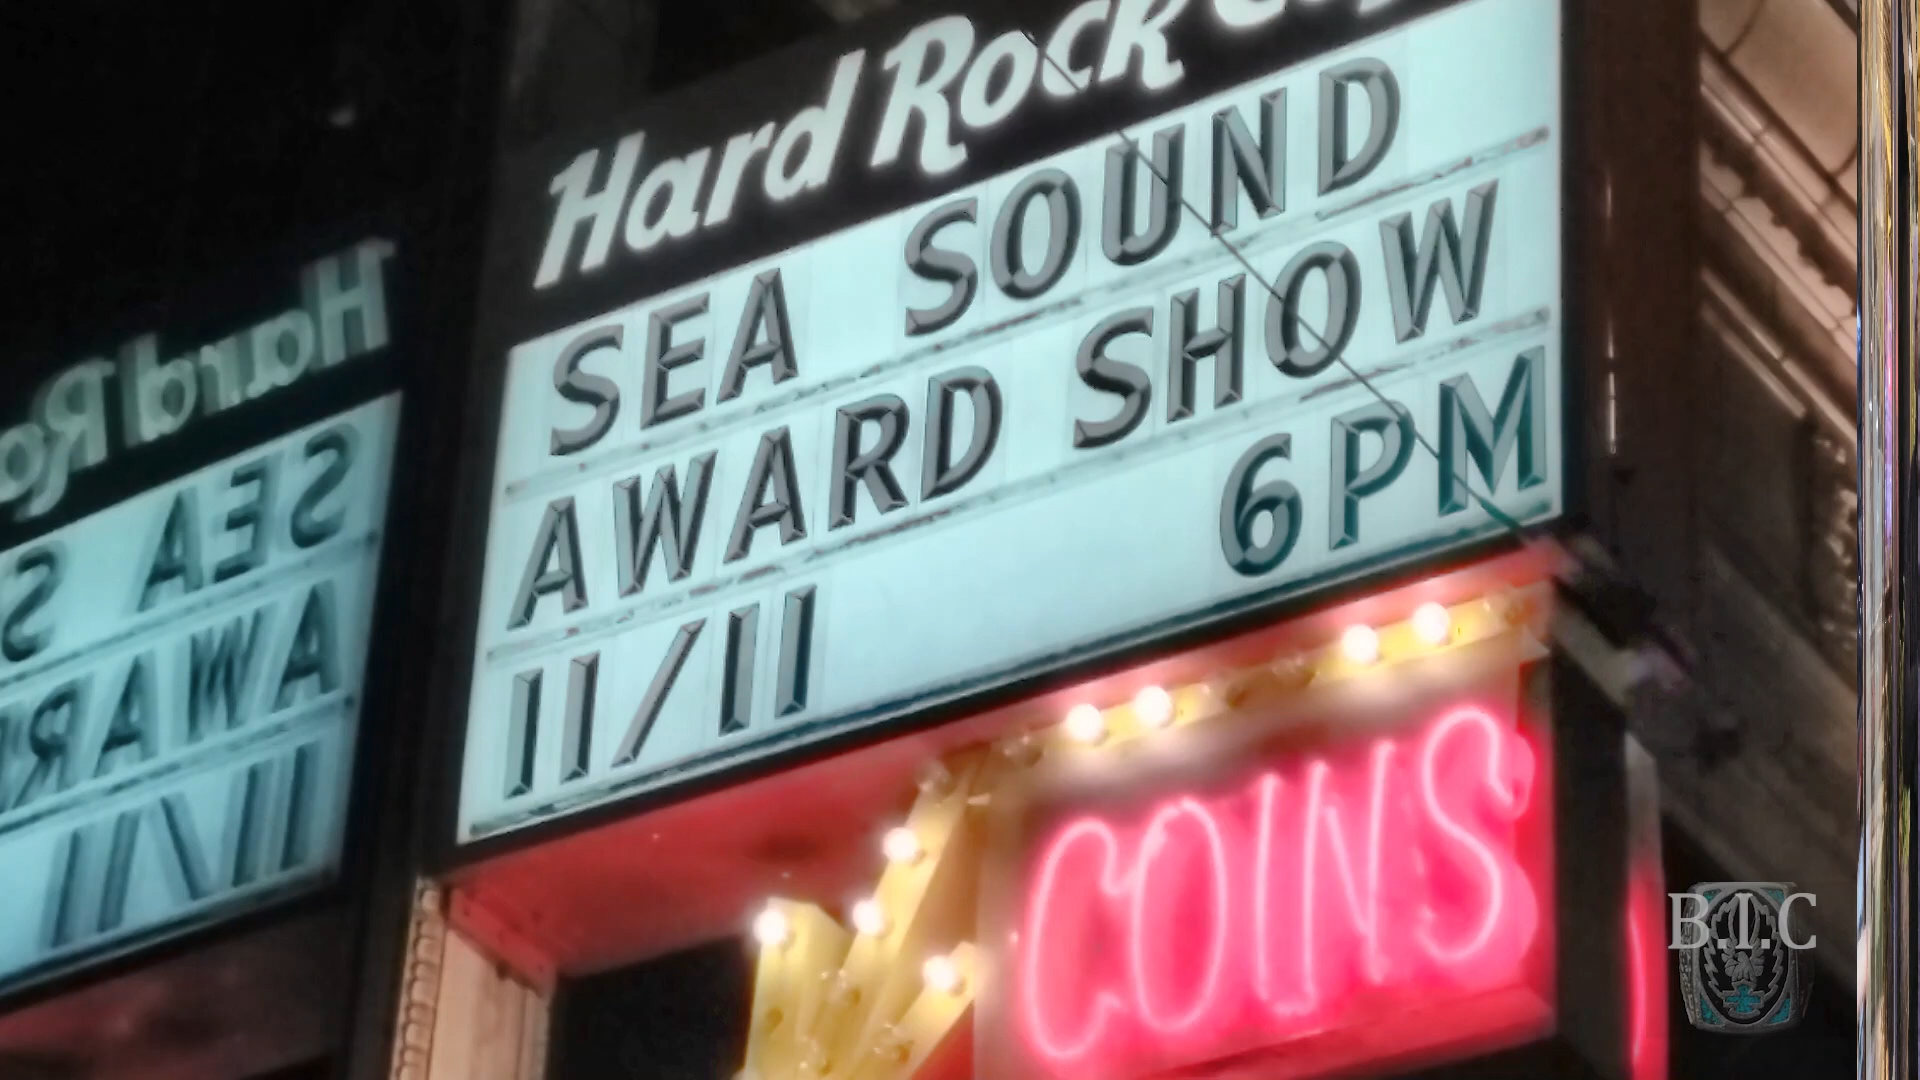 Hard Rock
SEA SOUND
AWARD SHOW
11/11 6PM
COINS
B.I.C